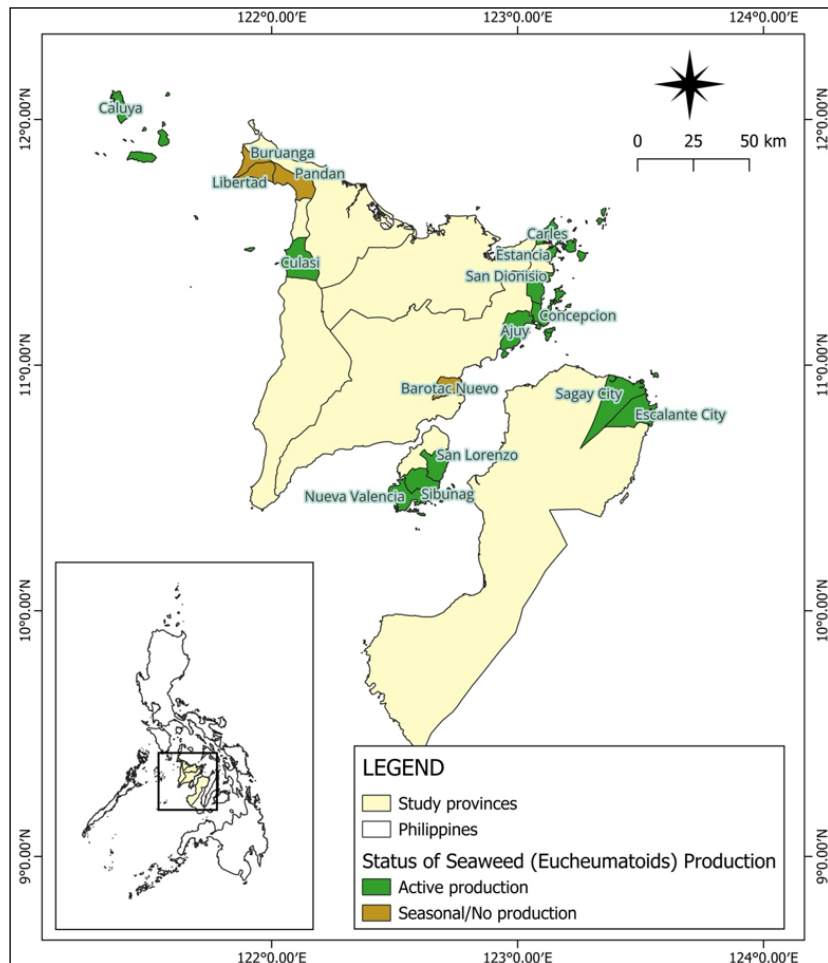 122°0.00'E 123°0.00'E 124°0.00'E
12°0.00'N
12°0.00'N
Caluya
0 25 50 km
Buruanga
Pandan
Libertad
Carles
Culasi
Estancia
San Dionisio
Concepcion
Ajuy
11°0.00'N
11°0.00'N
Barotac Nuevo
Sagay City
Escalante City
San Lorenzo
Nueva Valencia
Sibunag
10°0.00'N
10°0.00'N
LEGEND
Study provinces
Philippines
Status of Seaweed (Eucheumatoids) Production
Active production
Seasonal/No production
9°0.00'N
9°0.00'N
122°0.00'E 123°0.00'E 124°0.00'E